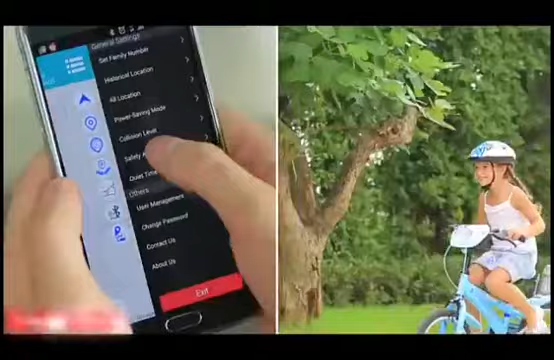 General Settings
Set Family Number
Historical Location
All Location
Power-Saving Mode
Collision Level
Safety
Quiet Time
Others
User Management
Change Password
Contact Us
About Us
Exit